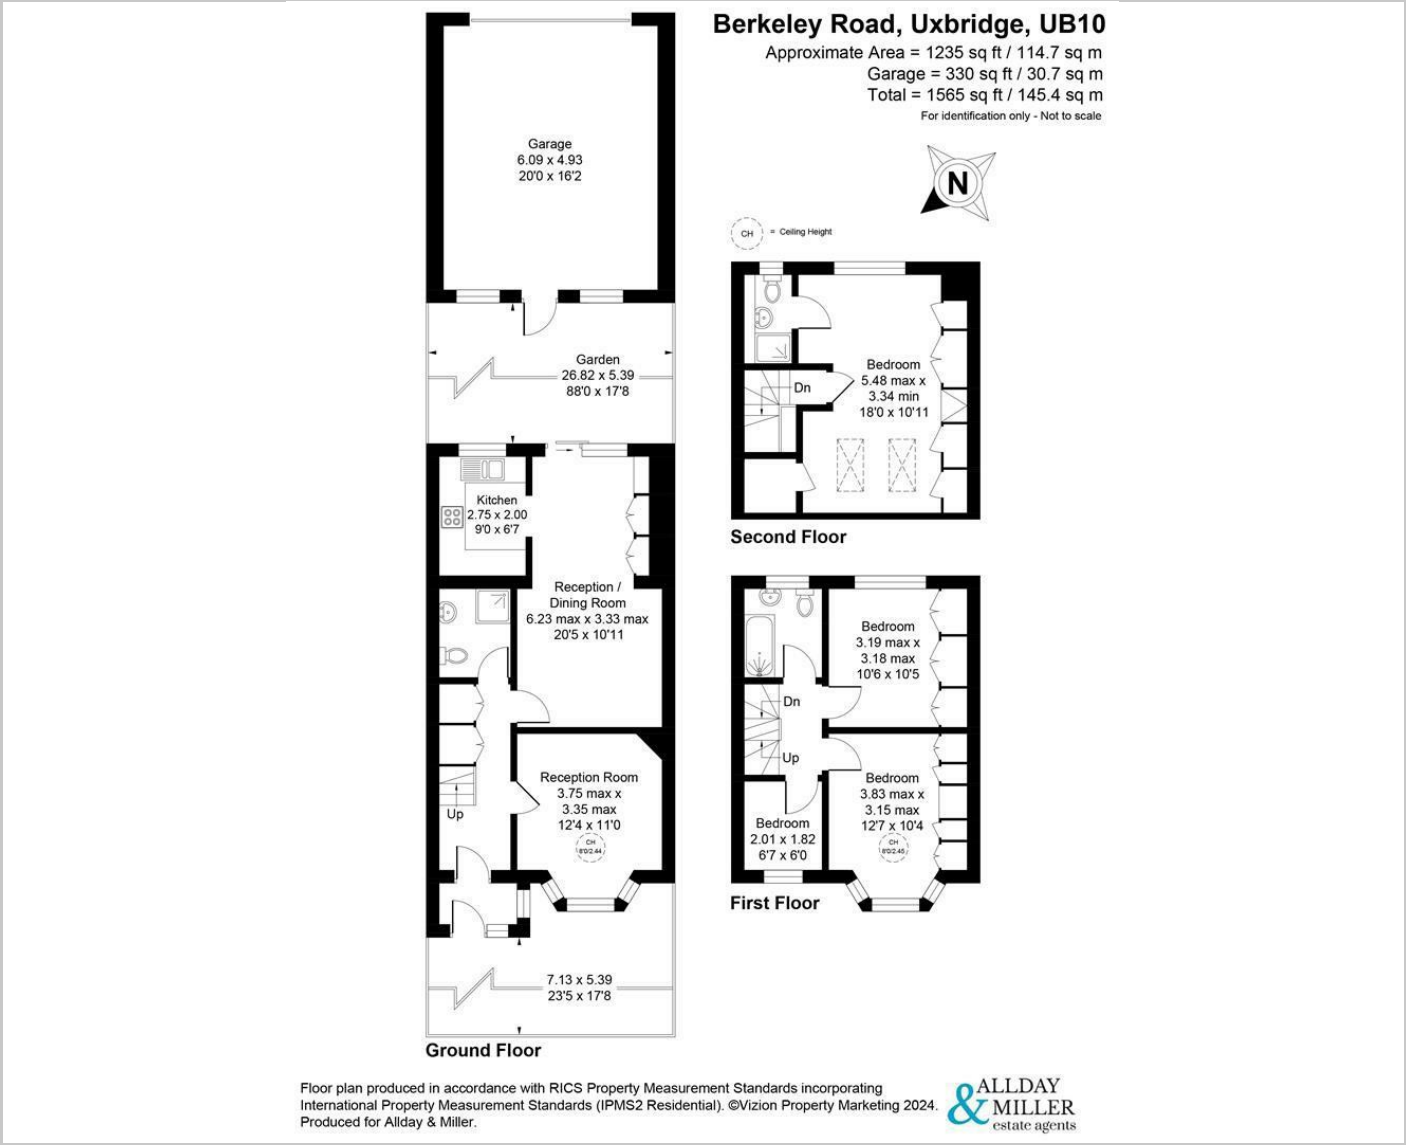 Berkeley Road, Uxbridge, UB10
Approximate Area = 1235 sq ft / 114.7 sq m
Garage = 330 sq ft / 30.7 sq m
Total = 1565 sq ft / 145.4 sq m
For identification only - Not to scale
N
CH = Ceiling Height
Garage
6.09 x 4.93
20'0 x 16'2
Garden
26.82 x 5.39
88'0 x 17'8
Kitchen
2.75 x 2.00
9'0 x 6'7
Reception /
Dining Room
6.23 max x 3.33 max
20'5 x 10'11
Reception Room
3.75 max x
3.35 max
12'4 x 11'0
CH
8'0/2.44
Up
7.13 x 5.39
23'5 x 17'8
Ground Floor
Dn
Bedroom
5.48 max x
3.34 min
18'0 x 10'11
Second Floor
Bedroom
3.19 max x
3.18 max
10'6 x 10'5
Dn
Up
Bedroom
3.83 max x
3.15 max
12'7 x 10'4
CH
8'0/2.45
Bedroom
2.01 x 1.82
6'7 x 6'0
First Floor
Floor plan produced in accordance with RICS Property Measurement Standards incorporating
International Property Measurement Standards (IPMS2 Residential). ©Vizion Property Marketing 2024.
Produced for Allday & Miller.
ALLDAY
& MILLER
estate agents